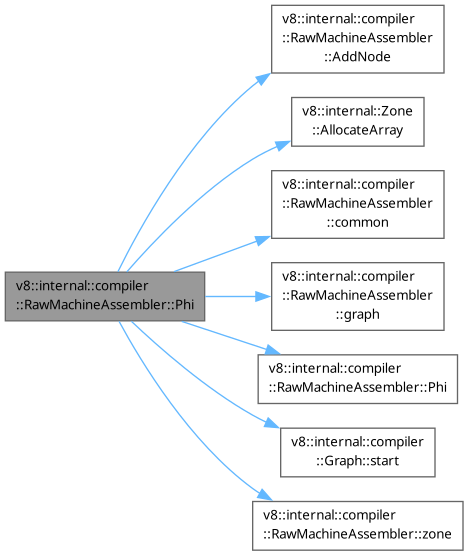 v8::internal::compiler
::RawMachineAssembler::Phi
v8::internal::compiler
::RawMachineAssembler
::AddNode
v8::internal::Zone
::AllocateArray
v8::internal::compiler
::RawMachineAssembler
::common
v8::internal::compiler
::RawMachineAssembler
::graph
v8::internal::compiler
::RawMachineAssembler::Phi
v8::internal::compiler
::Graph::start
v8::internal::compiler
::RawMachineAssembler::zone